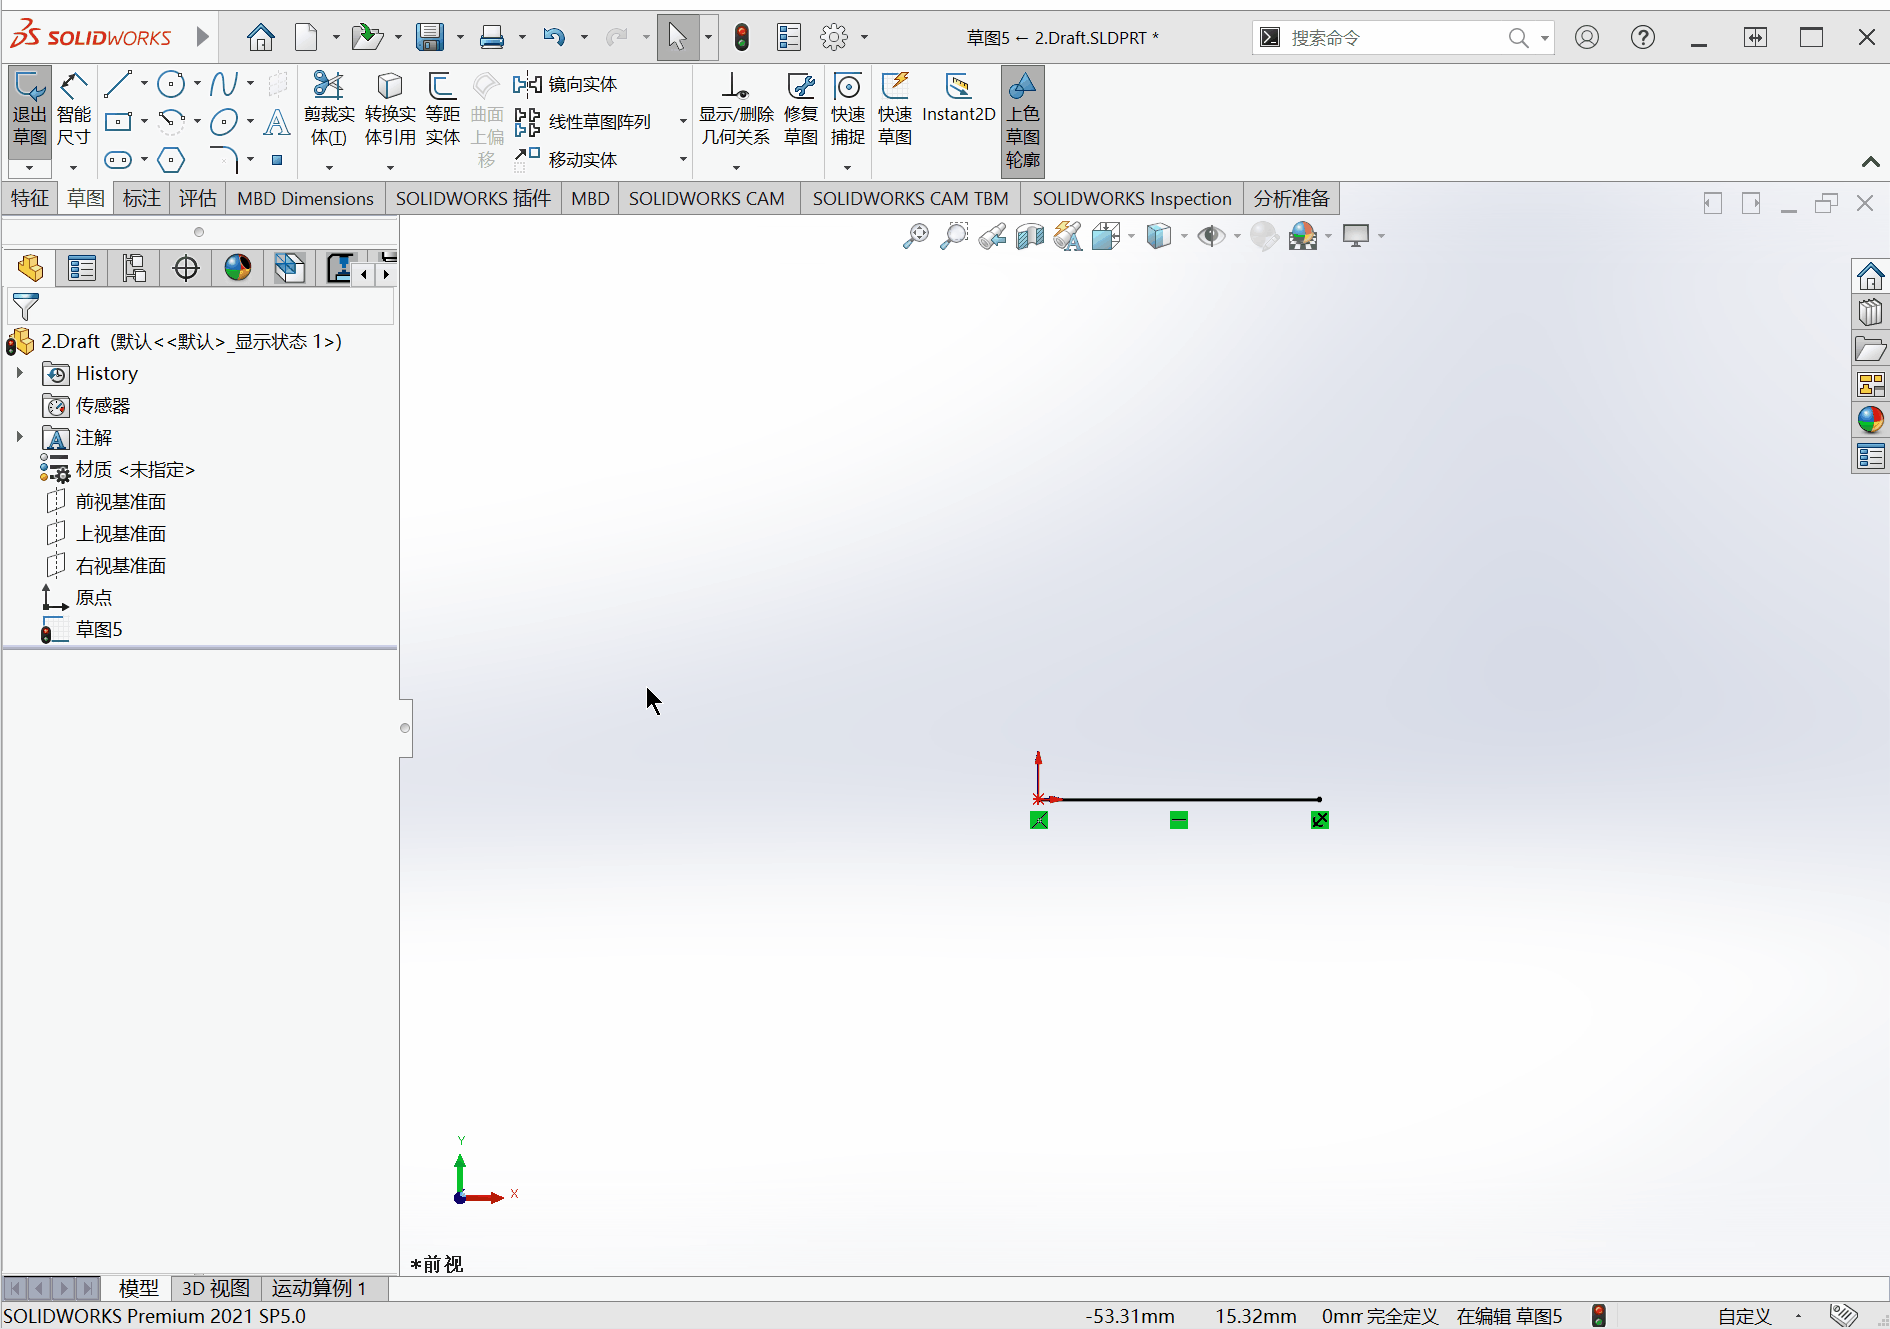 SOLIDWORKS
草图5 ← 2.Draft.SLDPRT *
搜索命令
退出草图
智能尺寸
剪裁实体(T)
转换实体引用
等距实体
曲面上偏移
镜向实体
线性草图阵列
移动实体
显示/删除几何关系
修复草图
快速捕捉
快速草图
Instant2D
上色草图轮廓
特征 草图 标注 评估 MBD Dimensions SOLIDWORKS 插件 MBD SOLIDWORKS CAM SOLIDWORKS CAM TBM SOLIDWORKS Inspection 分析准备
2.Draft (默认<<默认>_显示状态 1>)
History
传感器
注解
材质 <未指定>
前视基准面
上视基准面
右视基准面
原点
草图5
Y
X
*前视
模型 3D 视图 运动算例 1
SOLIDWORKS Premium 2021 SP5.0 -53.31mm 15.32mm 0mm 完全定义 在编辑 草图5 自定义